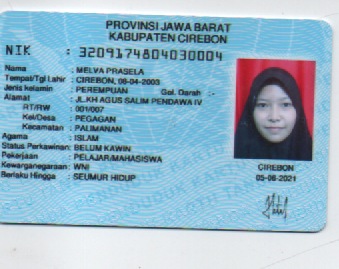 PROVINSI JAWA BARAT
KABUPATEN CIREBON
NIK : 3209174804030004
Nama : MELVA PRASELA
Tempat/Tgl Lahir : CIREBON, 08-04-2003
Jenis kelamin : PEREMPUAN Gol. Darah :-
Alamat : JL.KH AGUS SALIM PENDAWA IV
RT/RW : 001/007
Kel/Desa : PEGAGAN
Kecamatan : PALIMANAN
Agama : ISLAM
Status Perkawinan: BELUM KAWIN
Pekerjaan : PELAJAR/MAHASISWA
Kewarganegaraan: WNI
Berlaku Hingga : SEUMUR HIDUP
CIREBON
05-06-2021